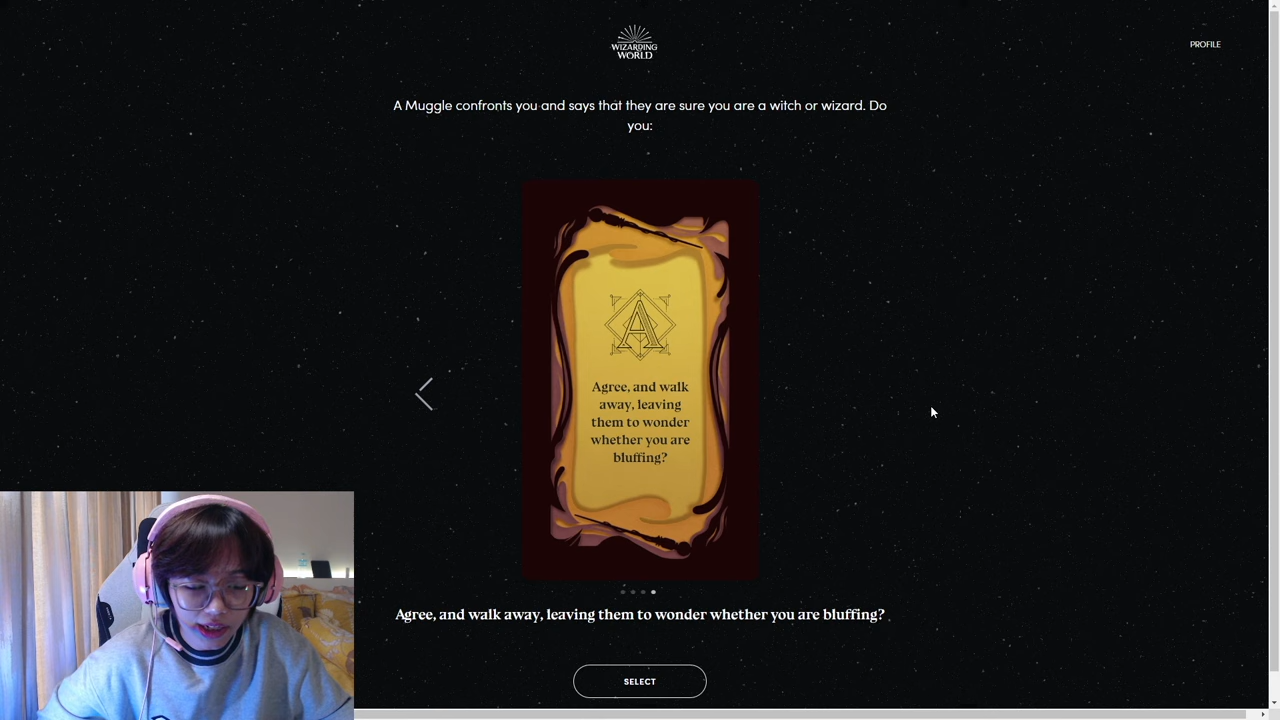 WIZARDING
WORLD
PROFILE
A Muggle confronts you and says that they are sure you are a witch or wizard. Do
you:
A
Agree, and walk
away, leaving
them to wonder
whether you are
bluffing?
Agree, and walk away, leaving them to wonder whether you are bluffing?
SELECT